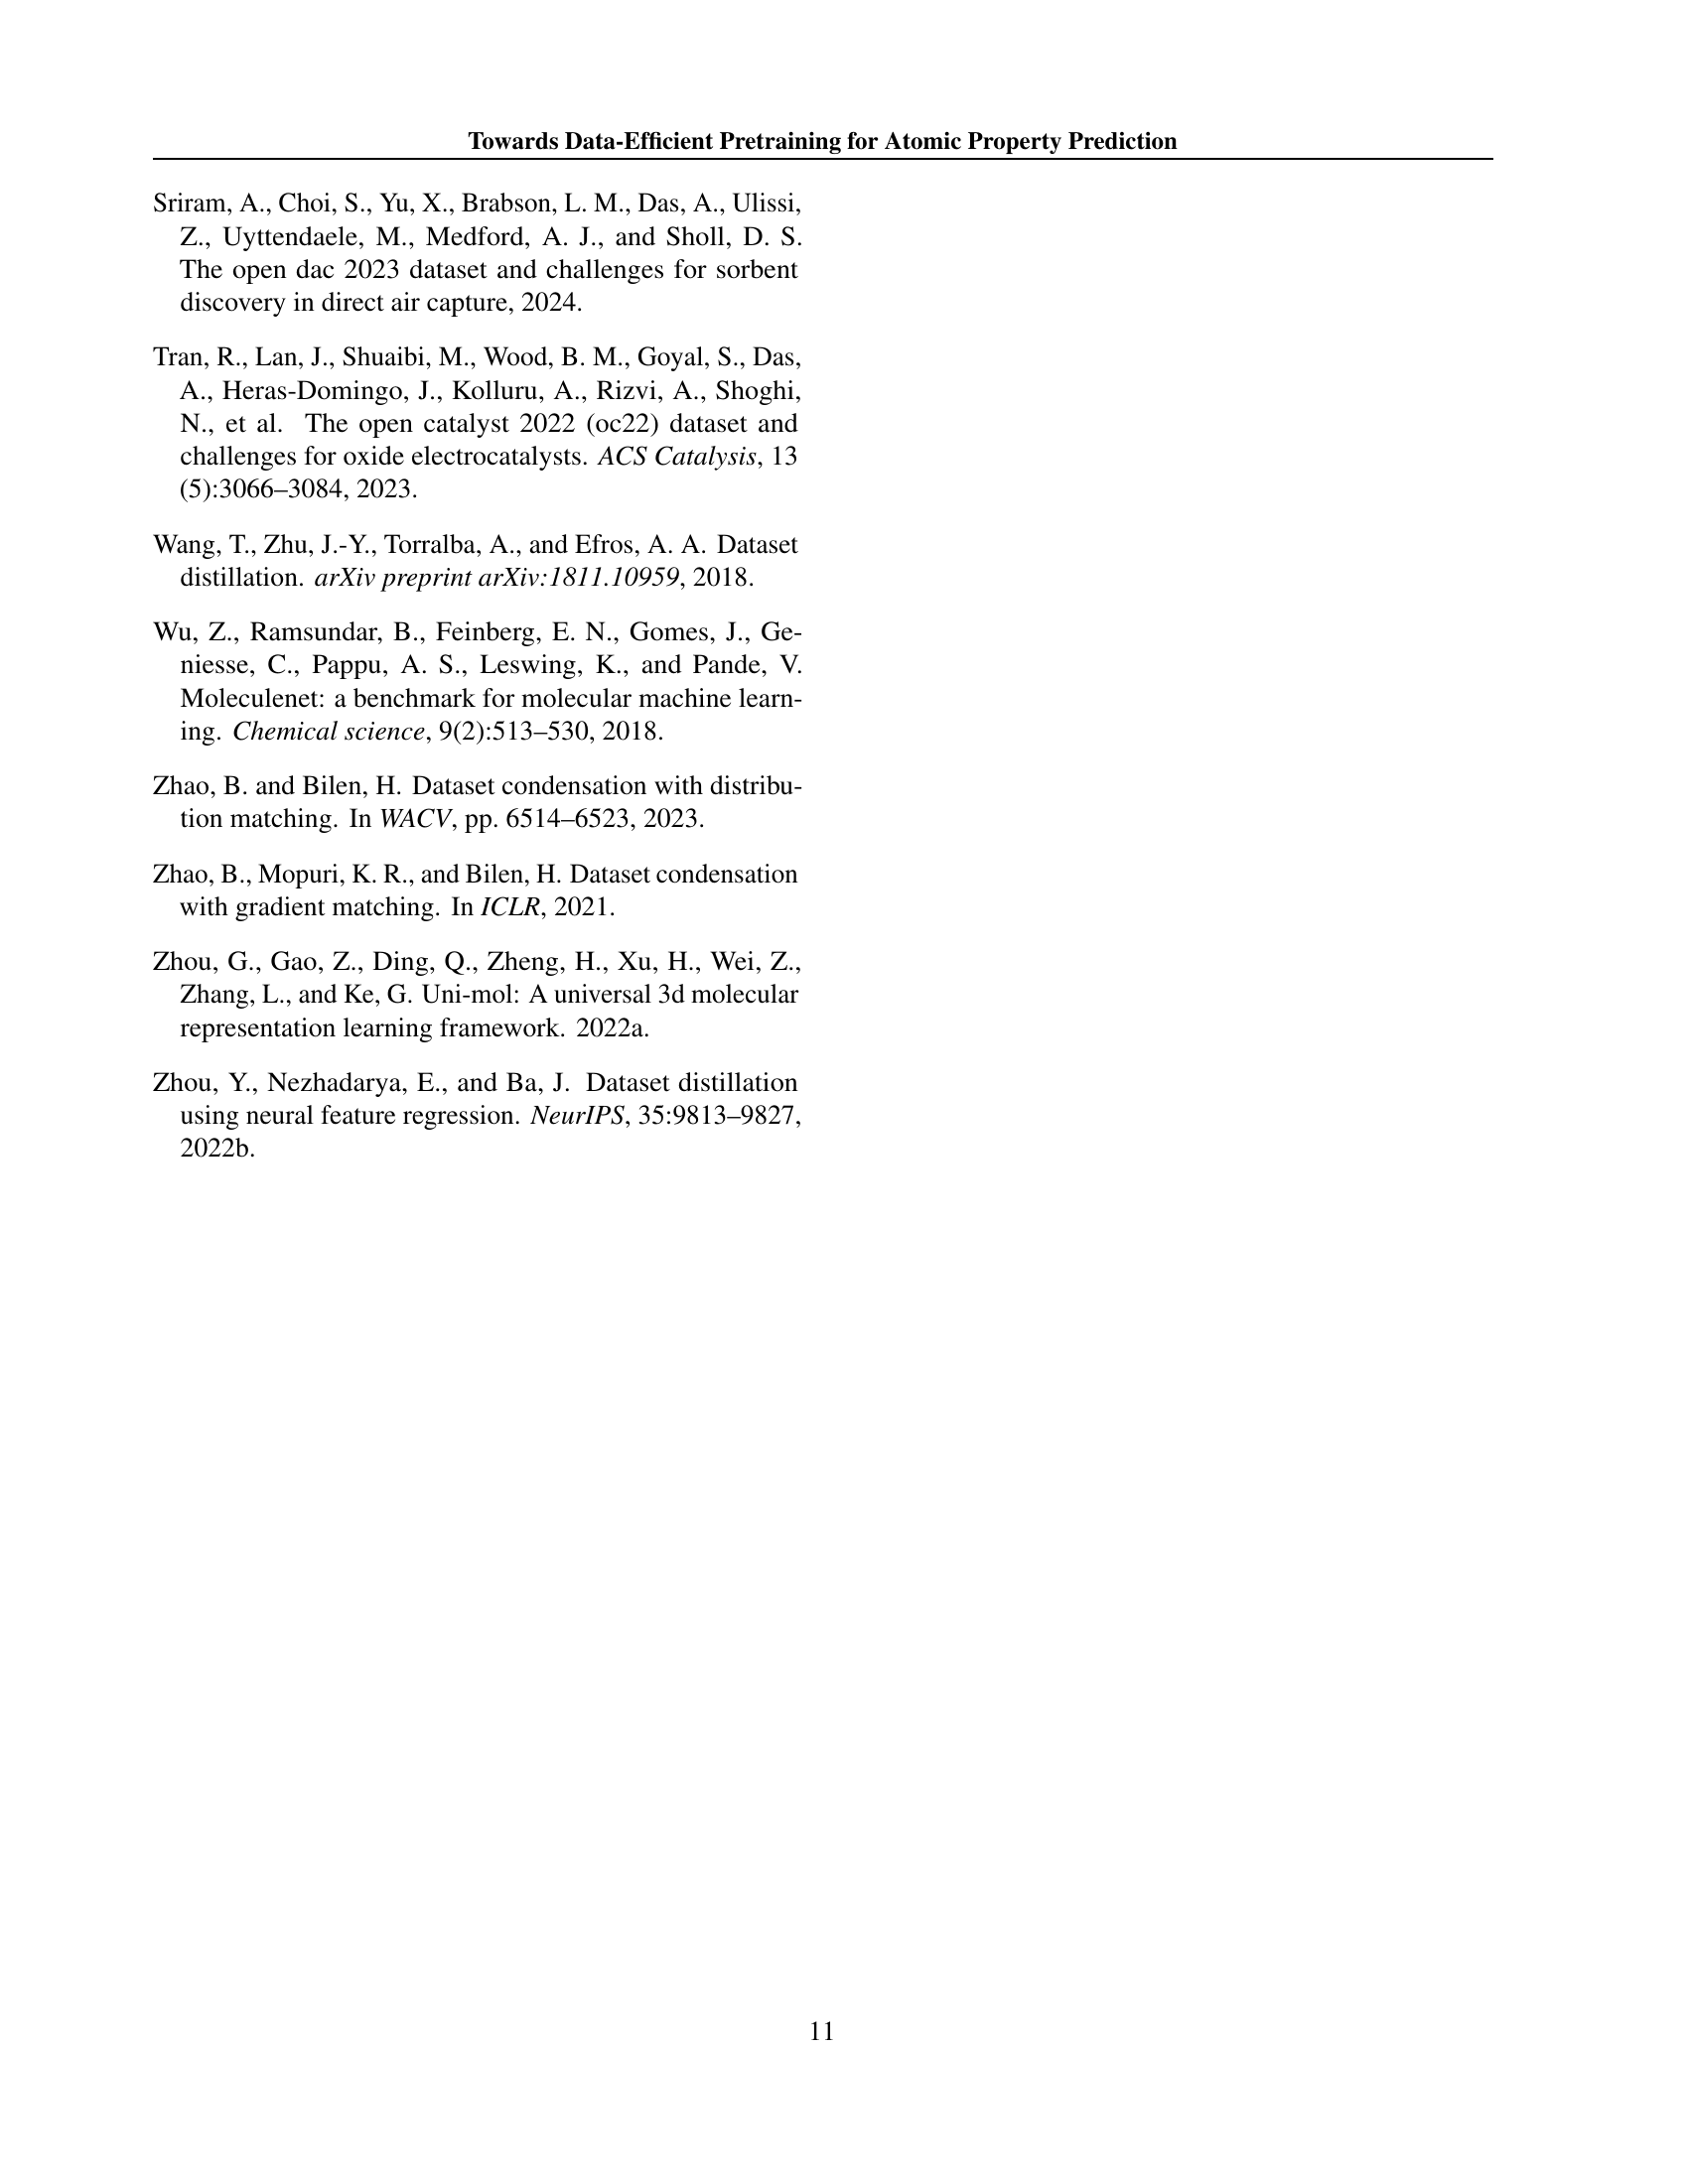 Towards Data-Efficient Pretraining for Atomic Property Prediction
Sriram, A., Choi, S., Yu, X., Brabson, L. M., Das, A., Ulissi,
Z., Uyttendaele, M., Medford, A. J., and Sholl, D. S.
The open dac 2023 dataset and challenges for sorbent
discovery in direct air capture, 2024.
Tran, R., Lan, J., Shuaibi, M., Wood, B. M., Goyal, S., Das,
A., Heras-Domingo, J., Kolluru, A., Rizvi, A., Shoghi,
N., et al. The open catalyst 2022 (oc22) dataset and
challenges for oxide electrocatalysts. ACS Catalysis, 13
(5):3066–3084, 2023.
Wang, T., Zhu, J.-Y., Torralba, A., and Efros, A. A. Dataset
distillation. arXiv preprint arXiv:1811.10959, 2018.
Wu, Z., Ramsundar, B., Feinberg, E. N., Gomes, J., Ge-
niesse, C., Pappu, A. S., Leswing, K., and Pande, V.
Moleculenet: a benchmark for molecular machine learn-
ing. Chemical science, 9(2):513–530, 2018.
Zhao, B. and Bilen, H. Dataset condensation with distribu-
tion matching. In WACV, pp. 6514–6523, 2023.
Zhao, B., Mopuri, K. R., and Bilen, H. Dataset condensation
with gradient matching. In ICLR, 2021.
Zhou, G., Gao, Z., Ding, Q., Zheng, H., Xu, H., Wei, Z.,
Zhang, L., and Ke, G. Uni-mol: A universal 3d molecular
representation learning framework. 2022a.
Zhou, Y., Nezhadarya, E., and Ba, J. Dataset distillation
using neural feature regression. NeurIPS, 35:9813–9827,
2022b.
11